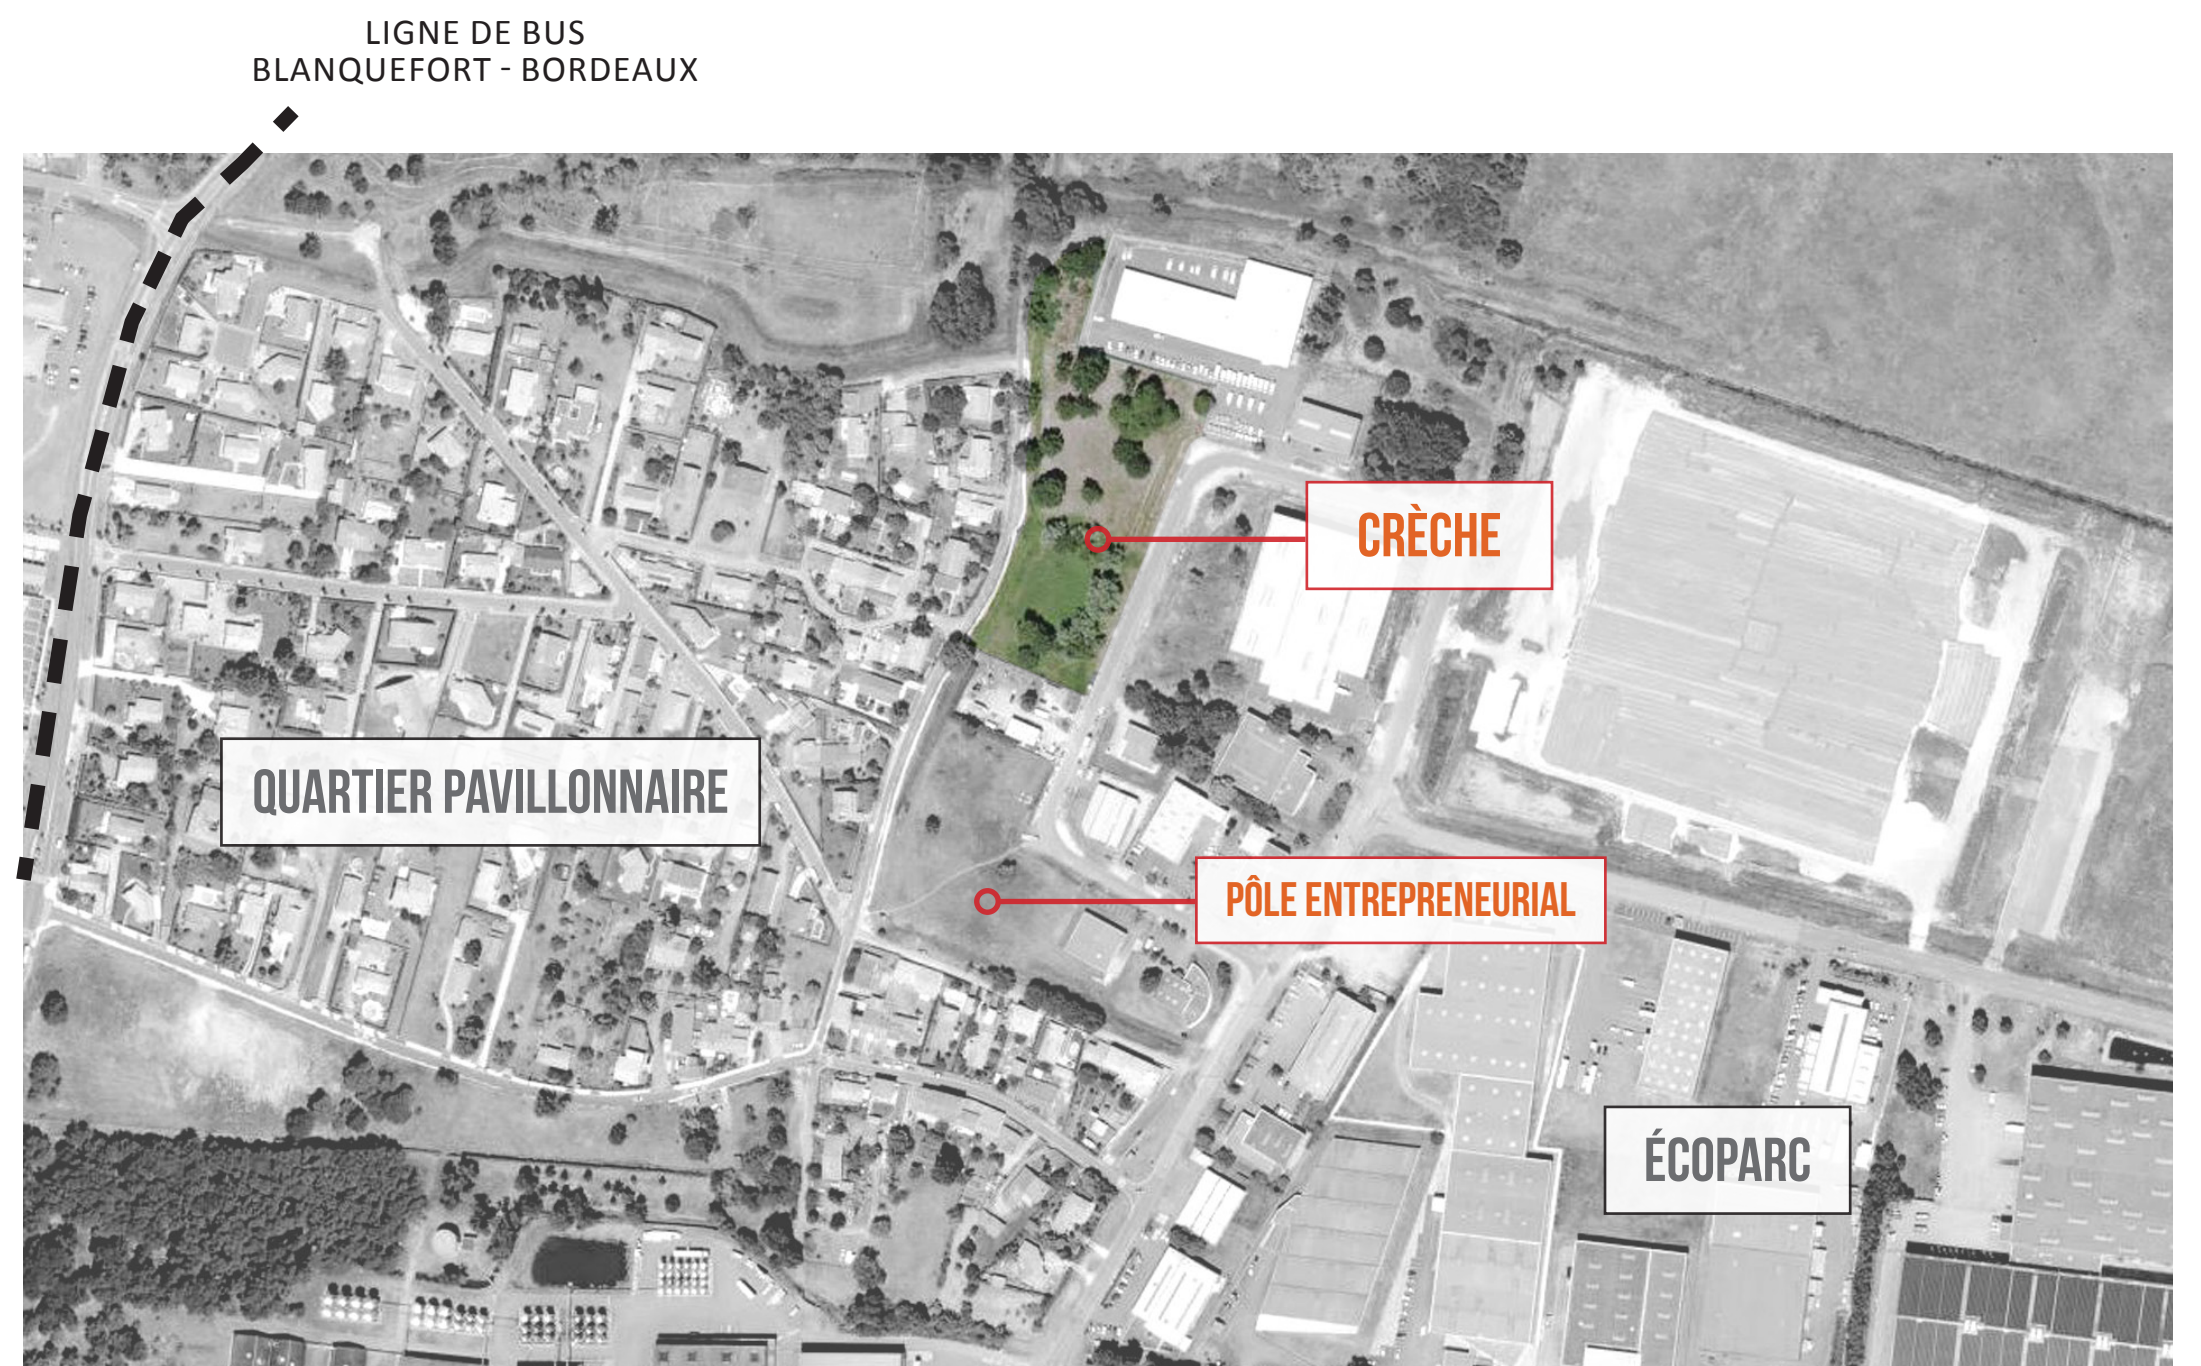 LIGNE DE BUS
BLANQUEFORT - BORDEAUX
CRÈCHE
QUARTIER PAVILLONNAIRE
PÔLE ENTREPRENEURIAL
ÉCOPARC